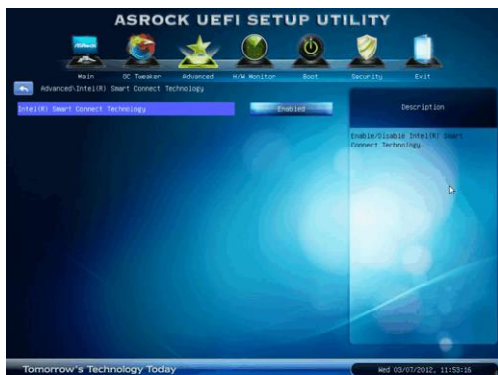 ASROCK UEFI SETUP UTILITY
ASRock
Main
OC Tweaker
Advanced
H/W Monitor
Boot
Security
Exit
Advanced\Intel(R) Smart Connect Technology
Description
Intel(R) Smart Connect Technology
Enabled
Enable/Disable Intel(R) Smart
Connect Technology.
Tomorrow's Technology Today
Wed 03/07/2012, 11:53:16